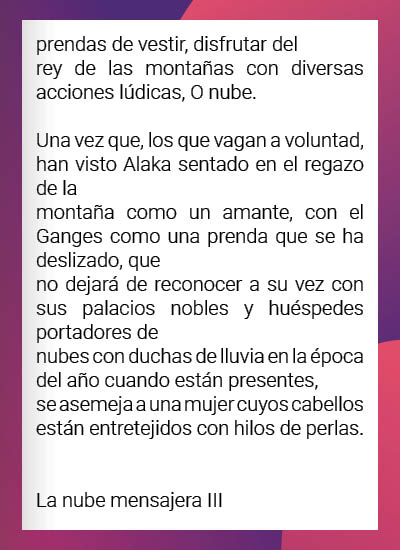 prendas de vestir, disfrutar del
rey de las montañas con diversas
acciones lúdicas, O nube.
Una vez que, los que vagan a voluntad,
han visto Alaka sentado en el regazo
de la
montaña como un amante, con el
Ganges como una prenda que se ha
deslizado, que
no dejará de reconocer a su vez con
sus palacios nobles y huéspedes
portadores de
nubes con duchas de lluvia en la época
del año cuando están presentes,
se asemeja a una mujer cuyos cabellos
están entretejidos con hilos de perlas.
La nube mensajera III